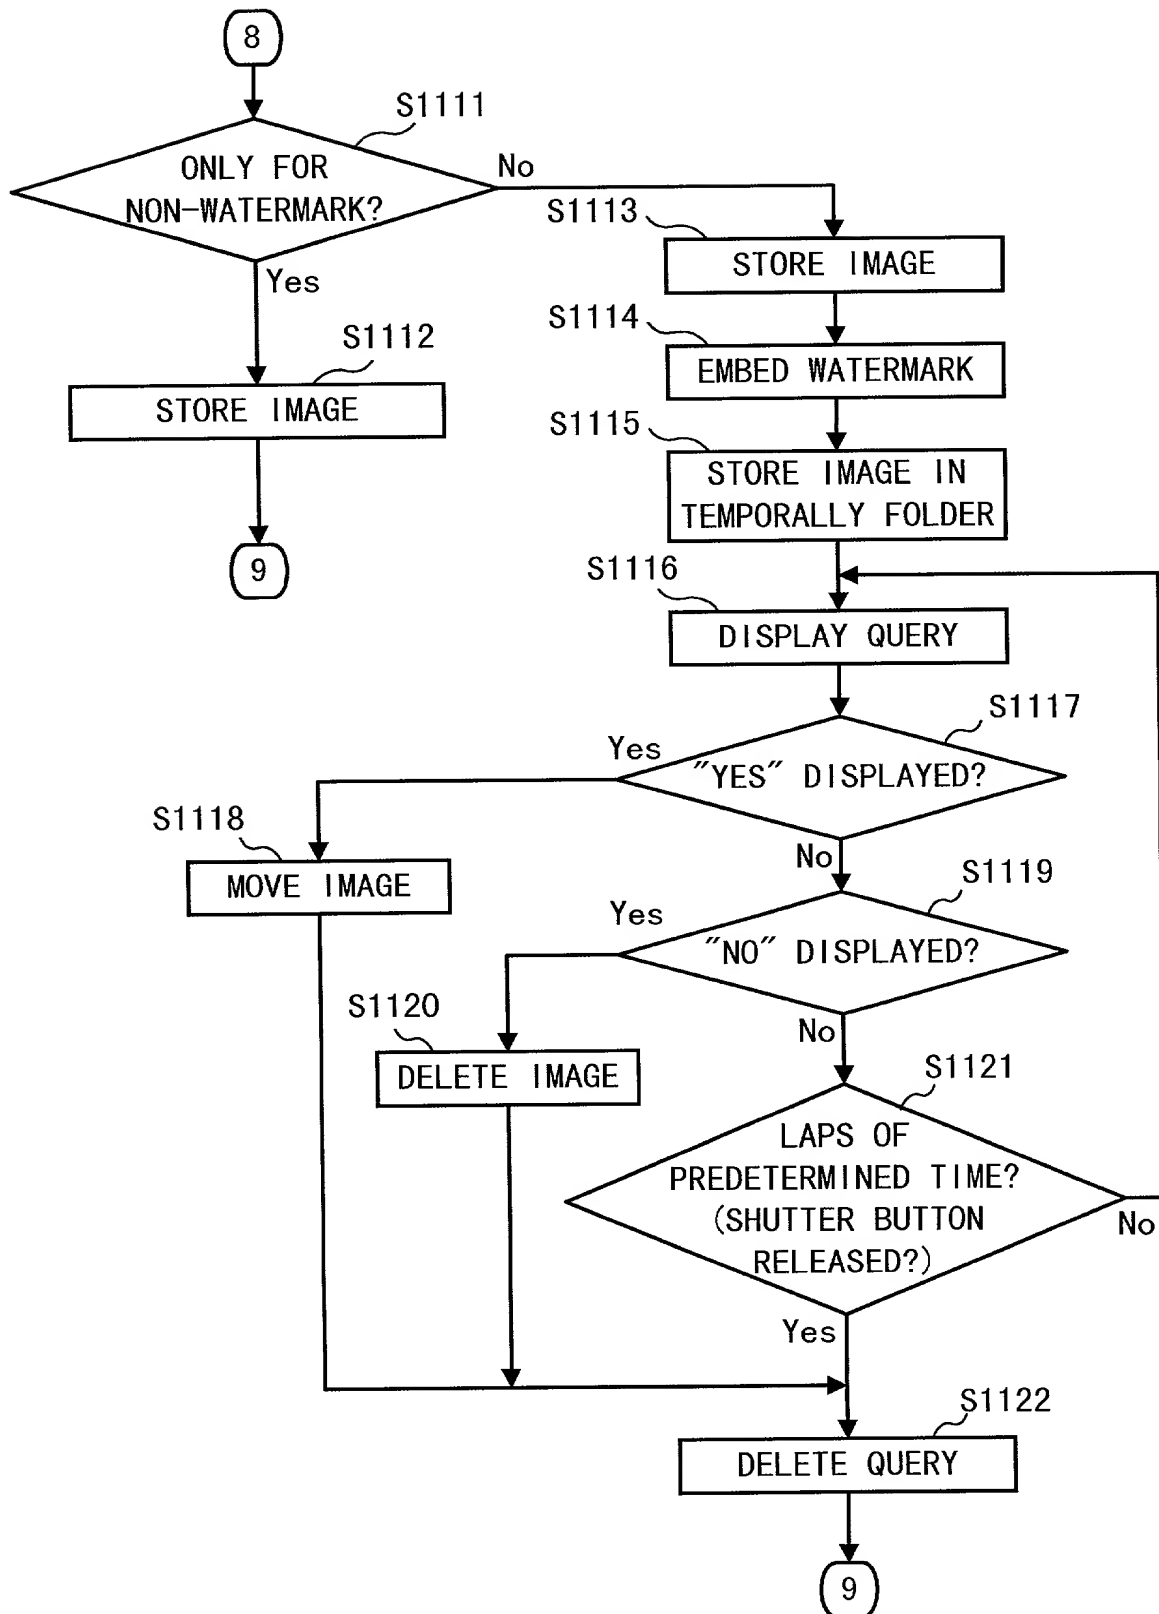 8
S1111
ONLY FOR
NON-WATERMARK?
No
Yes
S1113
STORE IMAGE
S1112
STORE IMAGE
S1114
EMBED WATERMARK
S1115
STORE IMAGE IN
TEMPORALLY FOLDER
9
S1116
DISPLAY QUERY
S1117
Yes
"YES" DISPLAYED?
S1118
MOVE IMAGE
No
S1119
Yes
"NO" DISPLAYED?
S1120
DELETE IMAGE
No
S1121
LAPS OF
PREDETERMINED TIME?
(SHUTTER BUTTON
RELEASED?)
No
Yes
S1122
DELETE QUERY
9